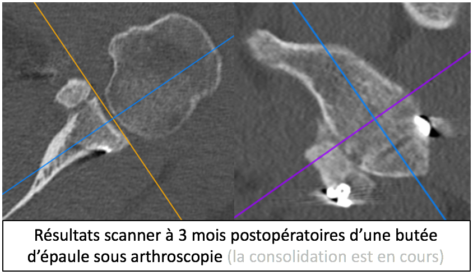 Résultats scanner à 3 mois postopératoires d’une butée
d’épaule sous arthroscopie (la consolidation est en cours)